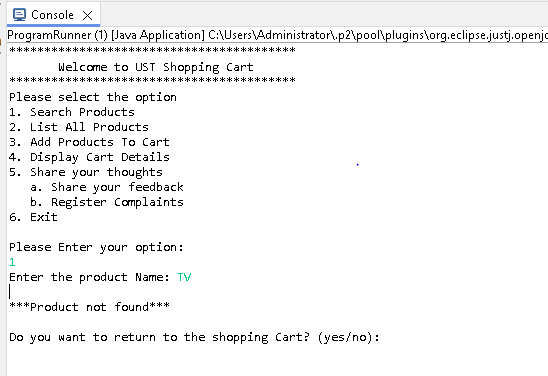 Console
ProgramRunner (1) [Java Application] C:\Users\Administrator\.p2\pool\plugins\org.eclipse.justj.openjd
***************************************
Welcome to UST Shopping Cart
***************************************
Please select the option
1. Search Products
2. List All Products
3. Add Products To Cart
4. Display Cart Details
5. Share your thoughts
a. Share your feedback
b. Register Complaints
6. Exit
Please Enter your option:
1
Enter the product Name: TV
***Product not found***
Do you want to return to the shopping Cart? (yes/no):